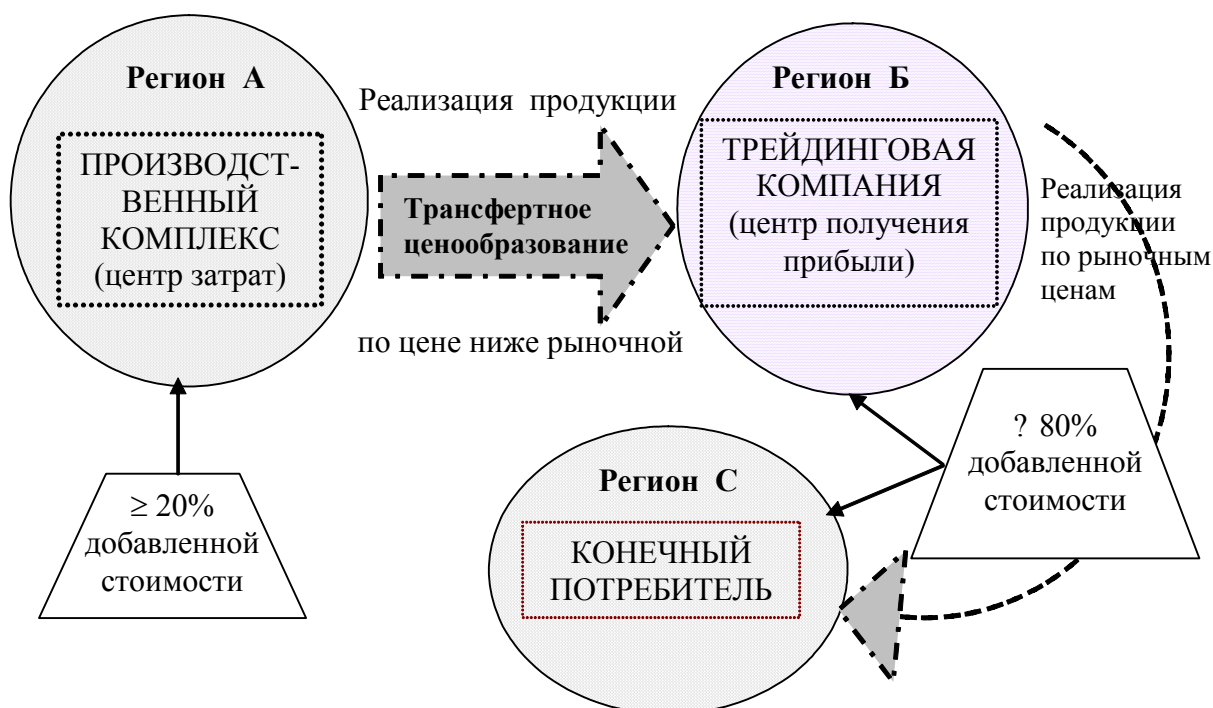 Регион А
ПРОИЗВОДСТ-
ВЕННЫЙ
КОМПЛЕКС
(центр затрат)
Реализация продукции
Трансфертное
ценообразование
по цене ниже рыночной
Регион Б
ТРЕЙДИНГОВАЯ
КОМПАНИЯ
(центр получения
прибыли)
Реализация
продукции
по рыночным
ценам
≥ 20%
добавленной
стоимости
? 80%
добавленной
стоимости
Регион С
КОНЕЧНЫЙ
ПОТРЕБИТЕЛЬ